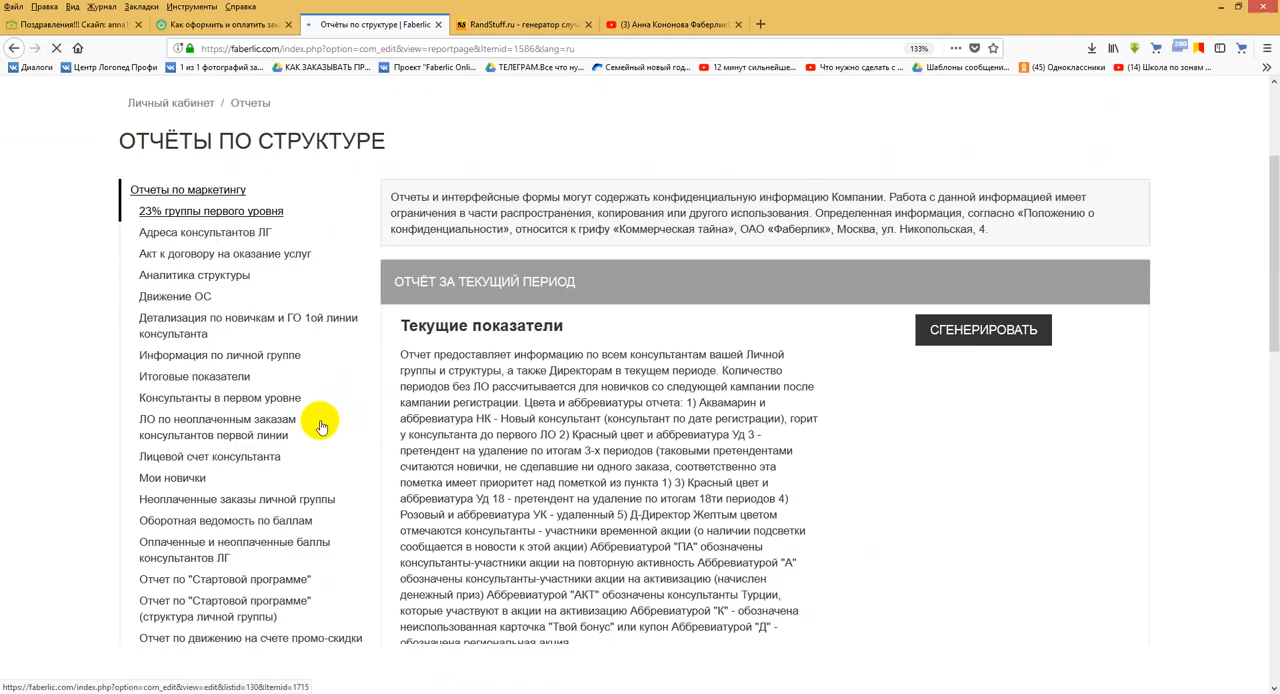 Файл Правка Вид Журнал Закладки Инструменты Справка
Поздравления!!! Скайп: anna
Как оформить и оплатить зак
Отчёты по структуре | Faberlic
RandStuff.ru - генератор случ
(3) Анна Кононова Фаберлик
https://faberlic.com/index.php?option=com_edit&view=reportpage&Itemid=1586&lang=ru
133%
280
Диалоги
Центр Логопед Профи
1 из 1 фотографий за...
КАК ЗАКАЗЫВАТЬ ПР...
Проект "Faberlic Onli...
ТЕЛЕГРАМ.Все что ну...
Семейный новый год...
12 минут сильнейше...
Что нужно сделать с ...
Шаблоны сообщени...
(45) Одноклассники
(14) Школа по зонам ...
Личный кабинет / Отчеты
ОТЧЁТЫ ПО СТРУКТУРЕ
Отчеты по маркетингу
23% группы первого уровня
Адреса консультантов ЛГ
Акт к договору на оказание услуг
Аналитика структуры
Движение ОС
Детализация по новичкам и ГО 1ой линии
консультанта
Информация по личной группе
Итоговые показатели
Консультанты в первом уровне
ЛО по неоплаченным заказам
консультантов первой линии
Лицевой счет консультанта
Мои новички
Неоплаченные заказы личной группы
Оборотная ведомость по баллам
Оплаченные и неоплаченные баллы
консультантов ЛГ
Отчет по "Стартовой программе"
Отчет по "Стартовой программе"
(структура личной группы)
Отчет по движению на счете промо-скидки
Отчеты и интерфейсные формы могут содержать конфиденциальную информацию Компании. Работа с данной информацией имеет
ограничения в части распространения, копирования или другого использования. Определенная информация, согласно «Положению о
конфиденциальности», относится к грифу «Коммерческая тайна», ОАО «Фаберлик», Москва, ул. Никопольская, 4.
ОТЧЁТ ЗА ТЕКУЩИЙ ПЕРИОД
Текущие показатели
СГЕНЕРИРОВАТЬ
Отчет предоставляет информацию по всем консультантам вашей Личной
группы и структуры, а также Директорам в текущем периоде. Количество
периодов без ЛО рассчитывается для новичков со следующей кампании после
кампании регистрации. Цвета и аббревиатуры отчета: 1) Аквамарин и
аббревиатура НК - Новый консультант (консультант по дате регистрации), горит
у консультанта до первого ЛО 2) Красный цвет и аббревиатура Уд 3 -
претендент на удаление по итогам 3-х периодов (таковыми претендентами
считаются новички, не сделавшие ни одного заказа, соответственно эта
пометка имеет приоритет над пометкой из пункта 1) 3) Красный цвет и
аббревиатура Уд 18 - претендент на удаление по итогам 18ти периодов 4)
Розовый и аббревиатура УК - удаленный 5) Д-Директор Желтым цветом
отмечаются консультанты - участники временной акции (о наличии подсветки
сообщается в новости к этой акции) Аббревиатурой "ПА" обозначены
консультанты-участники акции на повторную активность Аббревиатурой "А"
обозначены консультанты-участники акции на активизацию (начислен
денежный приз) Аббревиатурой "АКТ" обозначены консультанты Турции,
которые участвуют в акции на активизацию Аббревиатурой "К" - обозначена
неиспользованная карточка "Твой бонус" или купон Аббревиатурой "Д" -
обозначена региональная акция
https://faberlic.com/index.php?option=com_edit&view=edit&listid=130&Itemid=1715